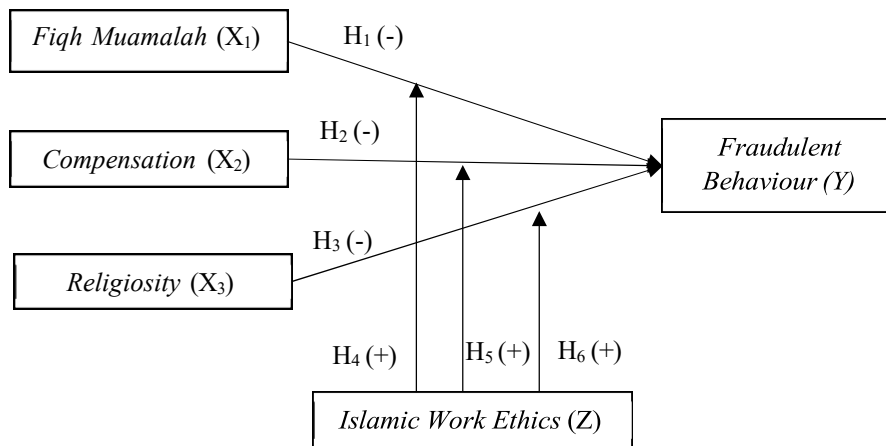 Fiqh Muamalah (X₁)
H₁ (-)
H₂ (-)
Compensation (X₂)
Fraudulent
Behaviour (Y)
H₃ (-)
Religiosity (X₃)
H₄ (+)
H₅ (+)
H₆ (+)
Islamic Work Ethics (Z)